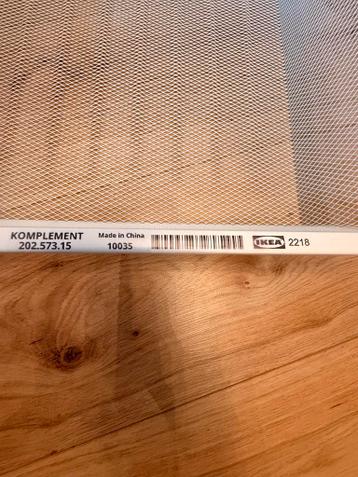 KOMPLEMENT
202.573.15
Made in China
10035
IKEA 2218